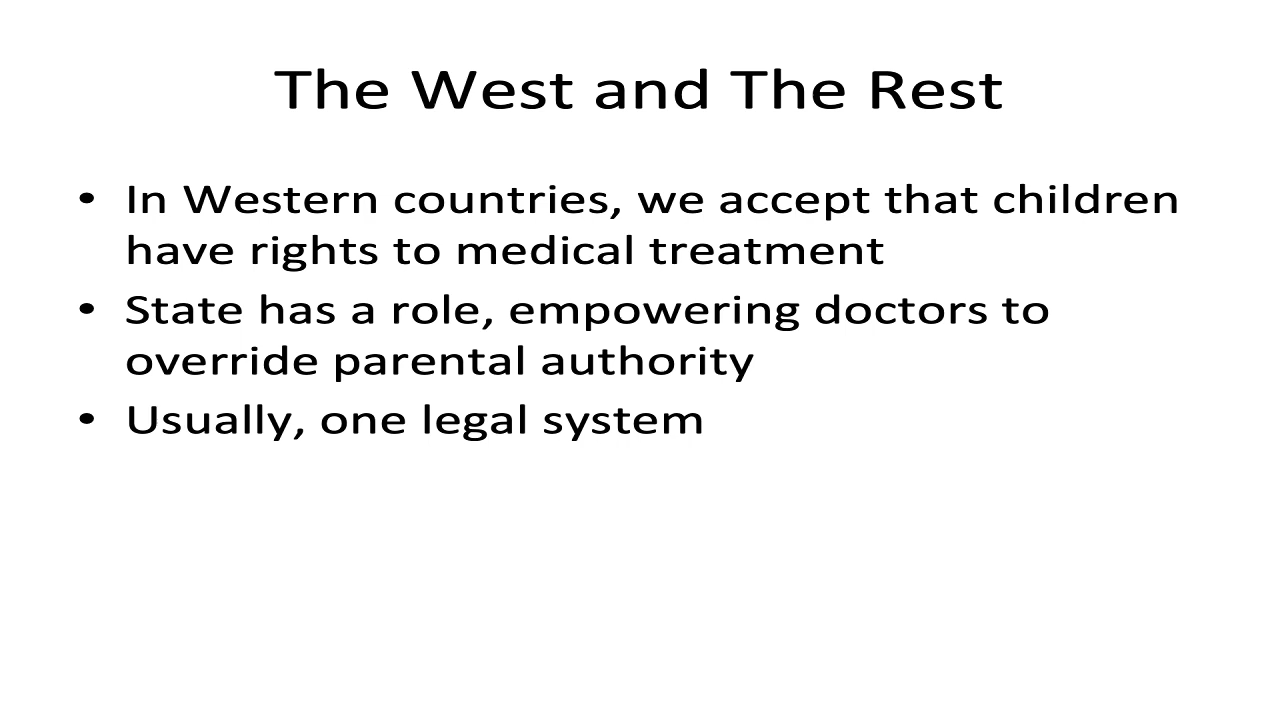 The West and The Rest
• In Western countries, we accept that children
have rights to medical treatment
• State has a role, empowering doctors to
override parental authority
• Usually, one legal system